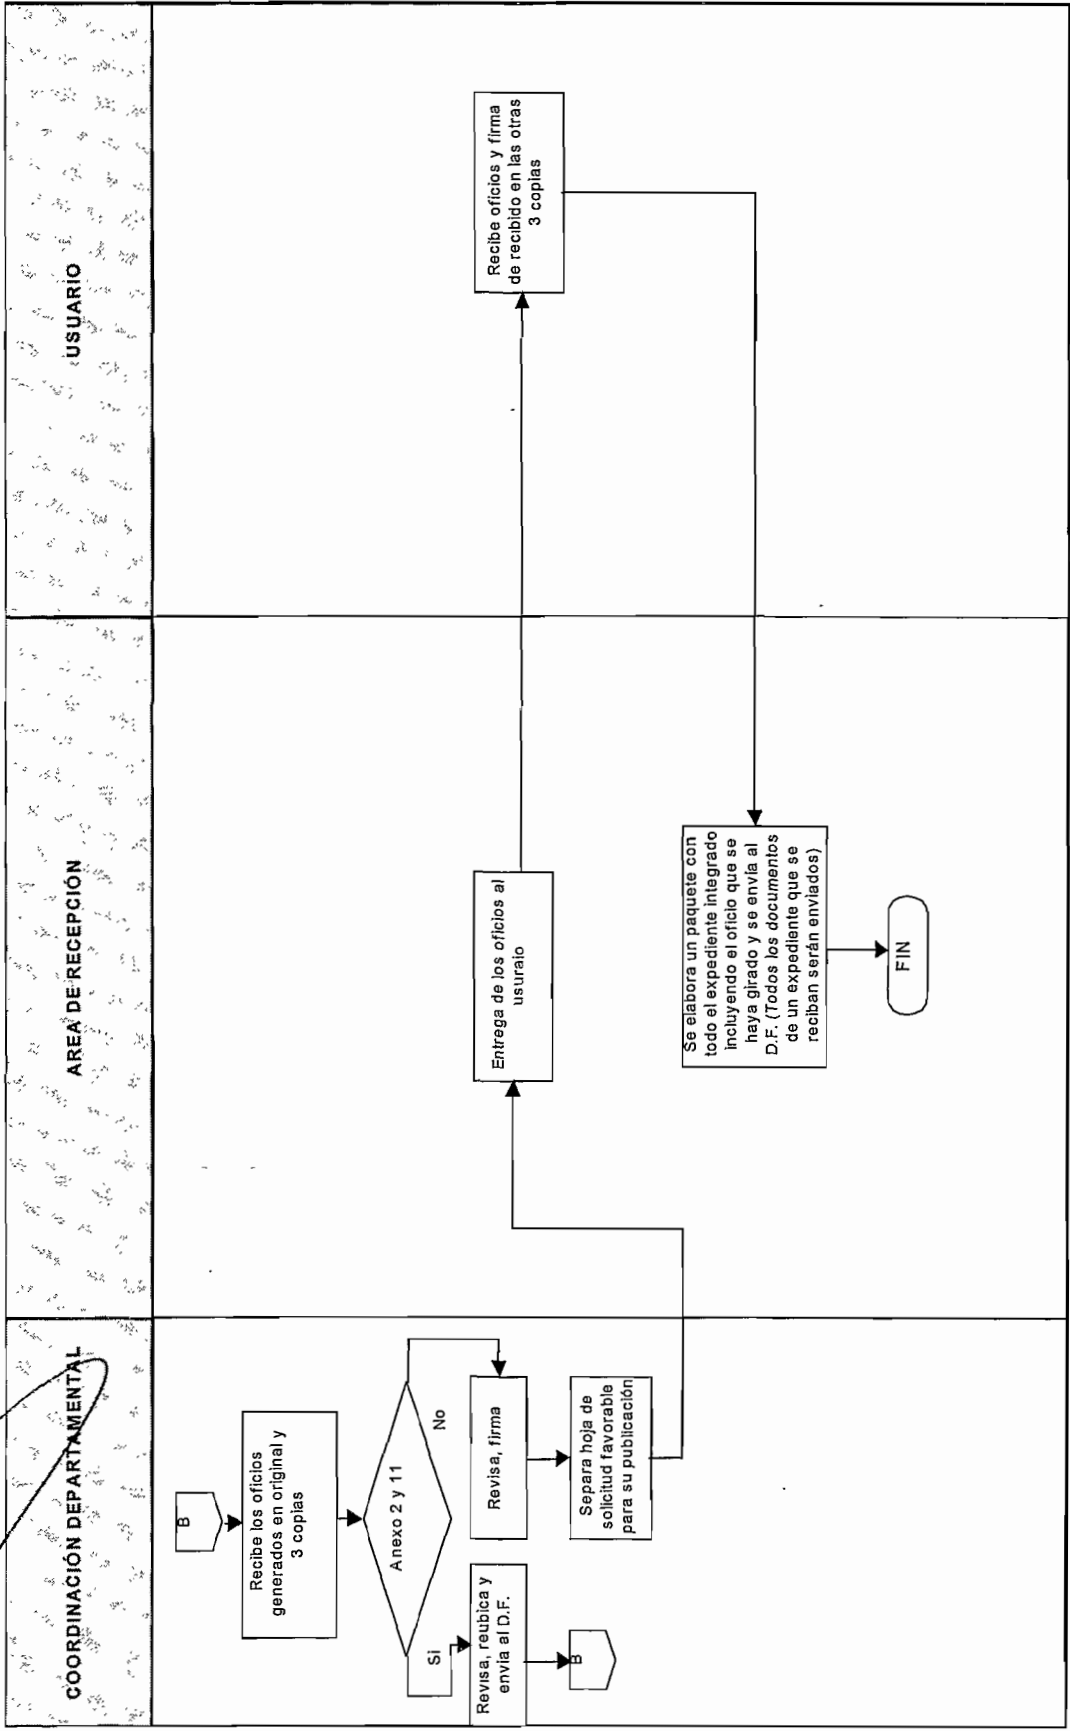 COORDINACIÓN DEPARTAMENTAL
AREA DE RECEPCIÓN
USUARIO
B
Recibe los oficios
generados en original y
3 copias
Anexo 2 y 11
Si
No
Revisa, reubica y
envia al D.F.
B
Revisa, firma
Separa hoja de
solicitud favorable
para su publicación
Entrega de los oficios al
usuraio
Recibe oficios y firma
de recibido en las otras
3 copias
Se elabora un paquete con
todo el expediente integrado
incluyendo el oficio que se
haya girado y se envia al
D.F. (Todos los documentos
de un expediente que se
reciban serán enviados)
FIN